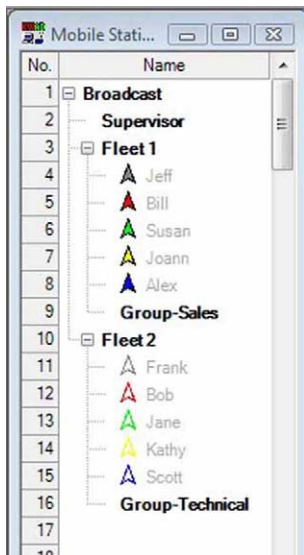 Mobile Stati...
No. Name
1 Broadcast
2 Supervisor
3 Fleet 1
4 Jeff
5 Bill
6 Susan
7 Joann
8 Alex
9 Group-Sales
10 Fleet 2
11 Frank
12 Bob
13 Jane
14 Kathy
15 Scott
16 Group-Technical
17